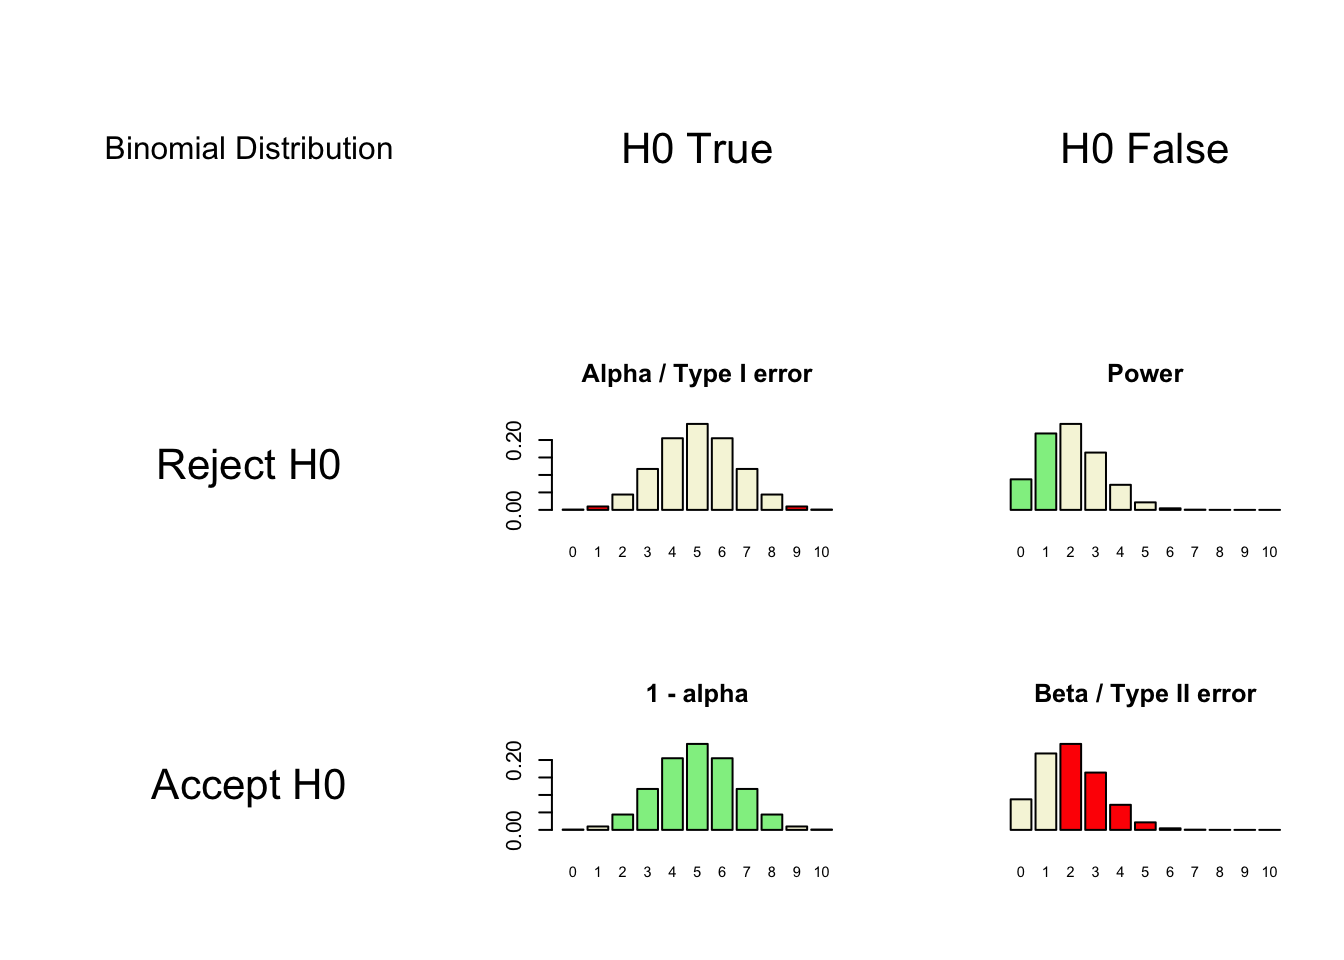 Binomial Distribution
H0 True
H0 False
Reject H0
Alpha / Type I error
0.20
0.00
0 1 2 3 4 5 6 7 8 9 10
Power
0 1 2 3 4 5 6 7 8 9 10
Accept H0
1 - alpha
0.20
0.00
0 1 2 3 4 5 6 7 8 9 10
Beta / Type II error
0 1 2 3 4 5 6 7 8 9 10